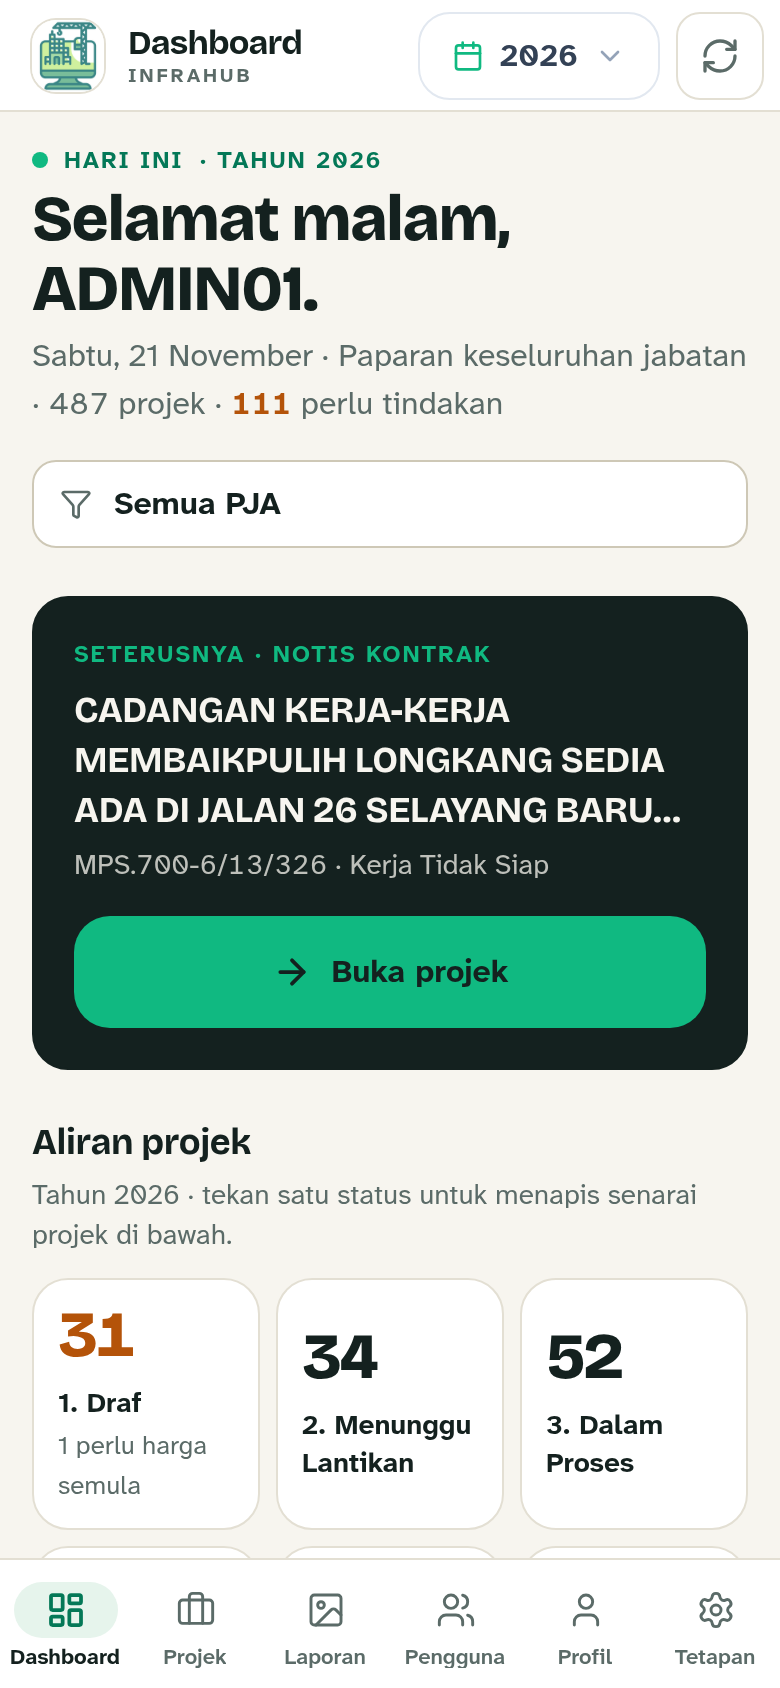 Dashboard
INFRAHUB
2026
HARI INI · TAHUN 2026
Selamat malam,
ADMIN01.
Sabtu, 21 November · Paparan keseluruhan jabatan
· 487 projek · 111 perlu tindakan
Semua PJA
SETERUSNYA · NOTIS KONTRAK
CADANGAN KERJA-KERJA
MEMBAIKPULIH LONGKANG SEDIA
ADA DI JALAN 26 SELAYANG BARU...
MPS.700-6/13/326 · Kerja Tidak Siap
Buka projek
Aliran projek
Tahun 2026 · tekan satu status untuk menapis senarai
projek di bawah.
31
1. Draf
1 perlu harga
semula
34
2. Menunggu
Lantikan
52
3. Dalam
Proses
Dashboard
Projek
Laporan
Pengguna
Profil
Tetapan